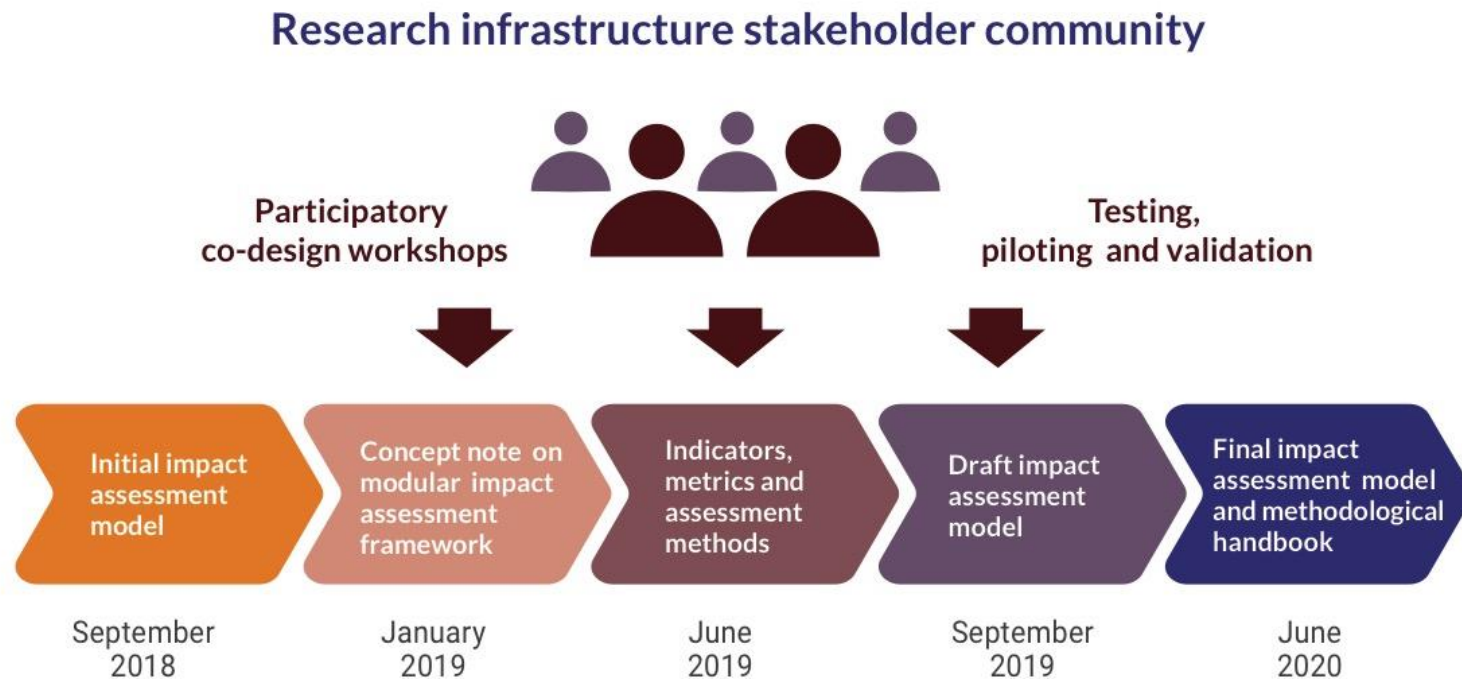 Research infrastructure stakeholder community
Participatory
co-design workshops
Testing,
piloting and validation
Initial impact
assessment
model
Concept note on
modular impact
assessment
framework
Indicators,
metrics and
assessment
methods
Draft impact
assessment
model
Final impact
assessment model
and methodological
handbook
September
2018
January
2019
June
2019
September
2019
June
2020